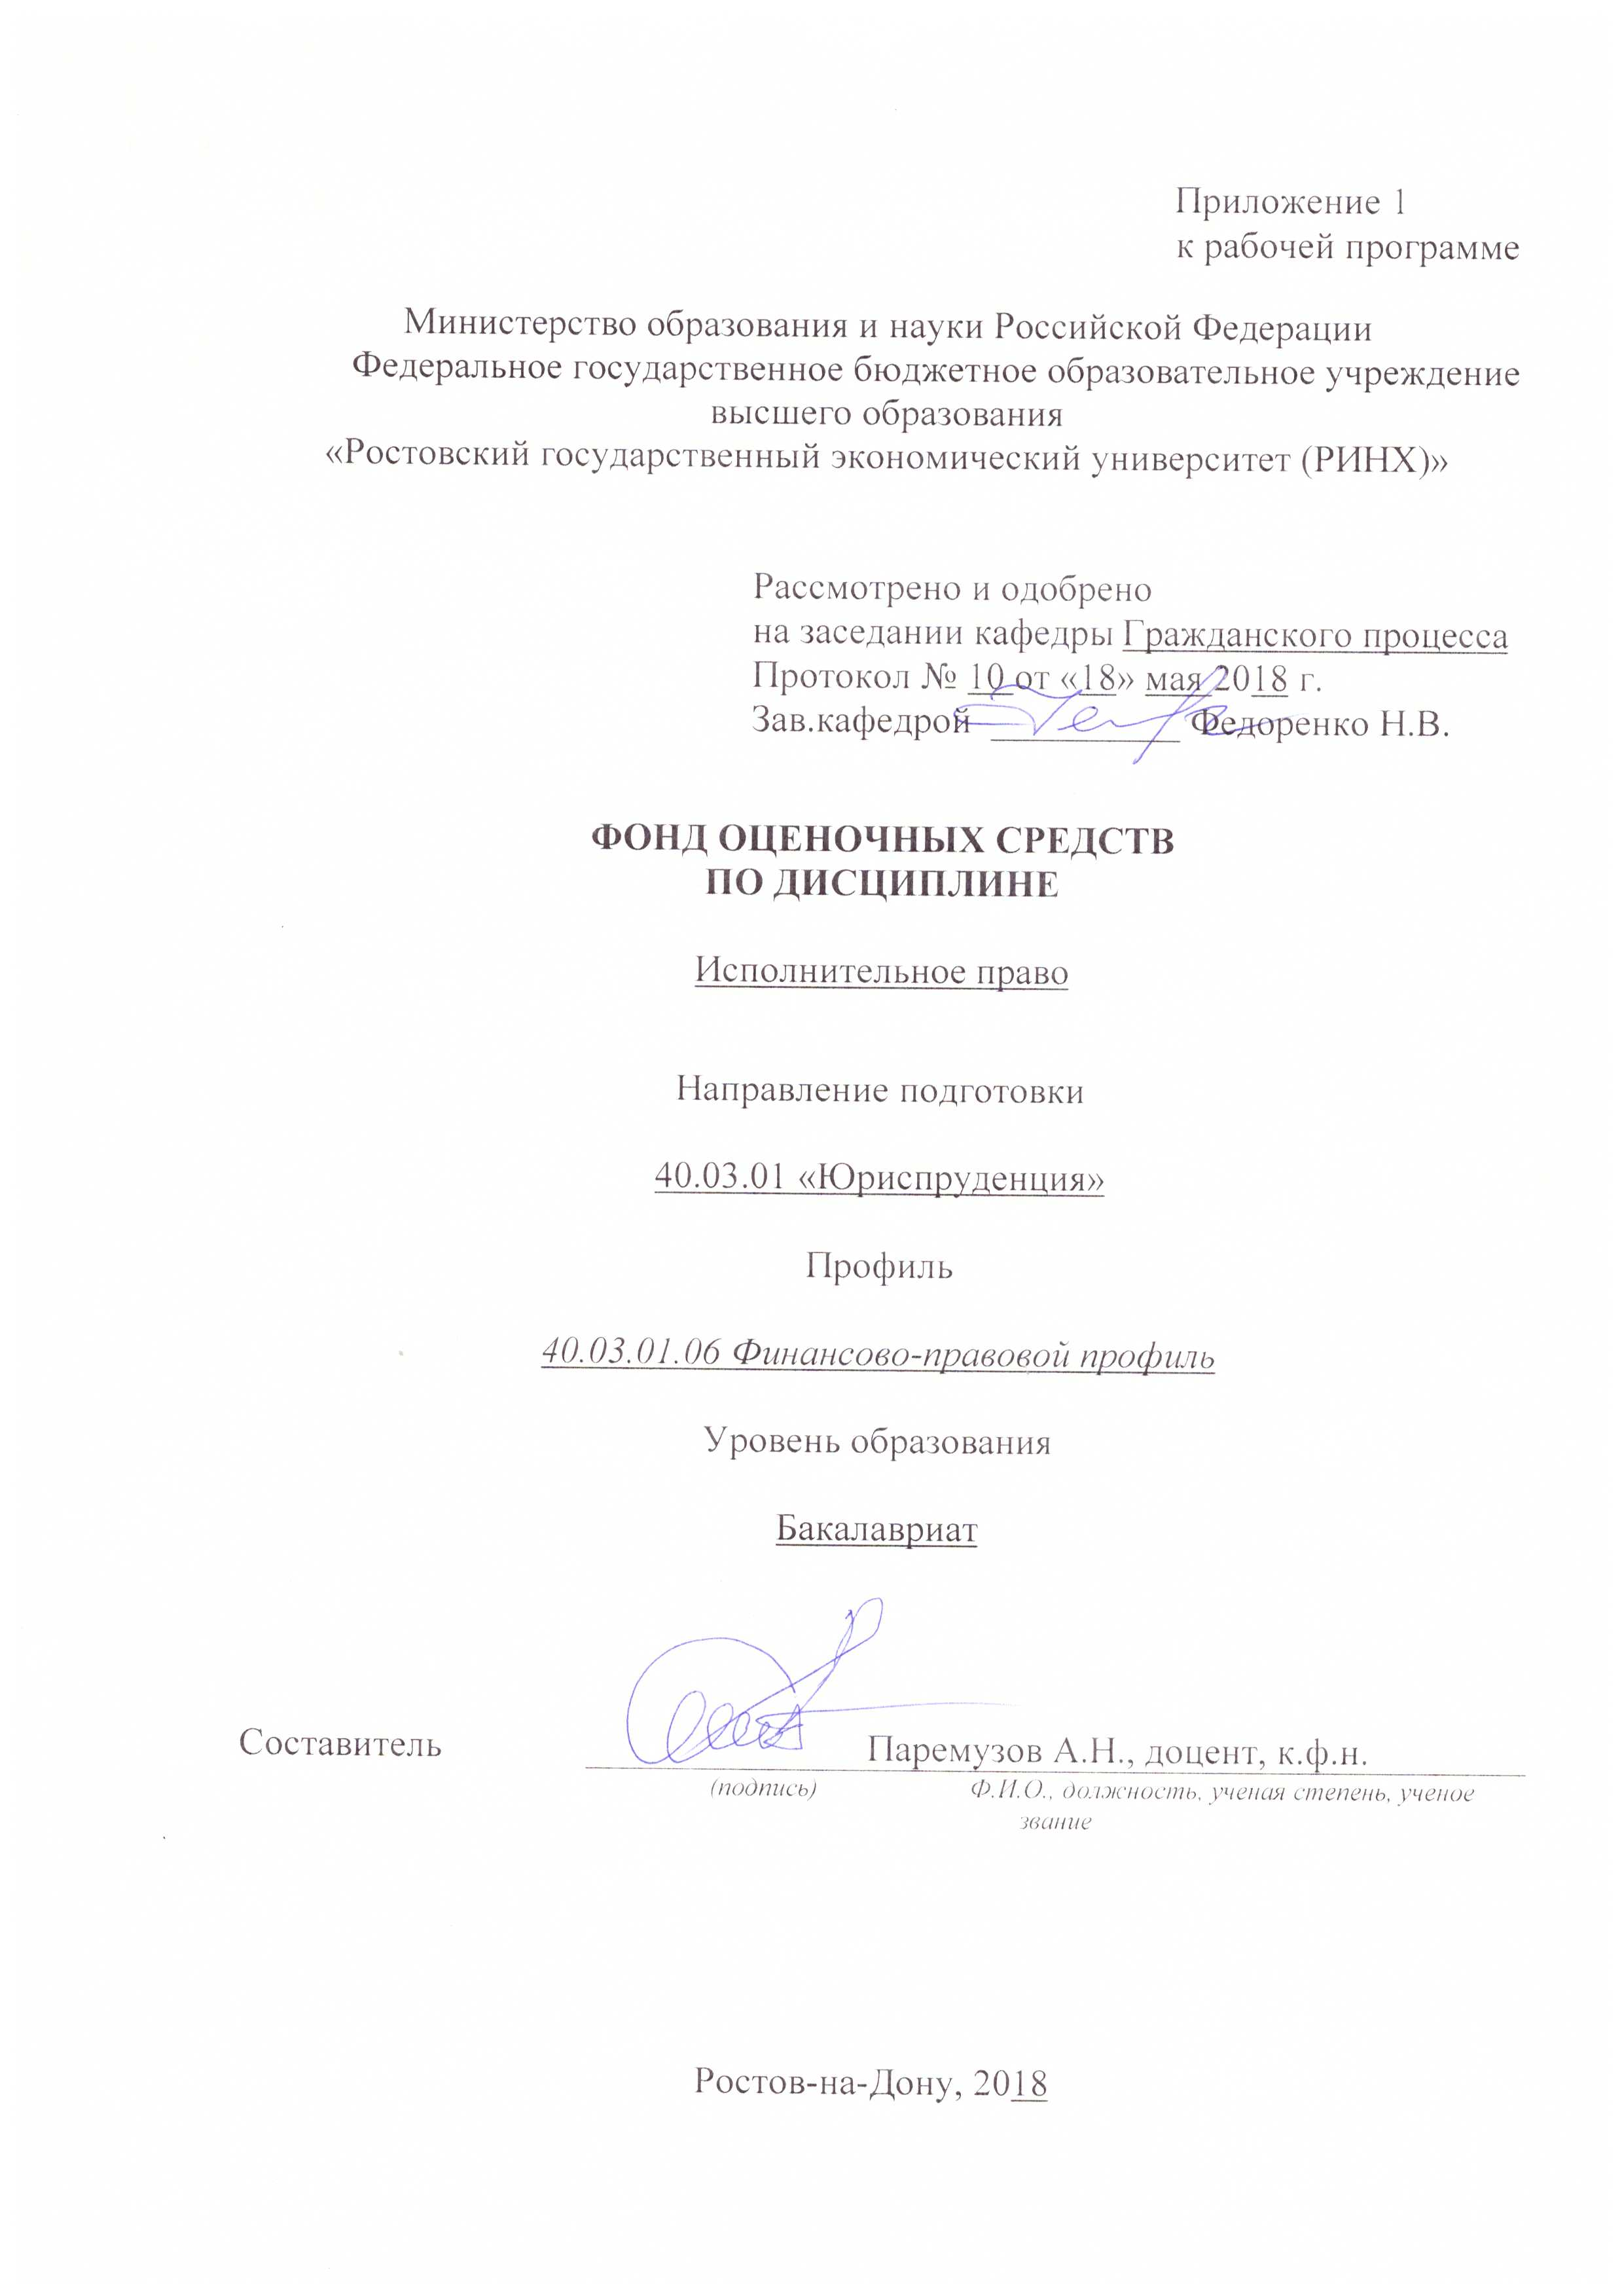 Приложение 1
к рабочей программе
Министерство образования и науки Российской Федерации
Федеральное государственное бюджетное образовательное учреждение
высшего образования
«Ростовский государственный экономический университет (РИНХ)»
Рассмотрено и одобрено
на заседании кафедры Гражданского процесса
Протокол № 10 от «18» мая 2018 г.
Зав.кафедрой __________ Федоренко Н.В.
ФОНД ОЦЕНОЧНЫХ СРЕДСТВ
ПО ДИСЦИПЛИНЕ
Исполнительное право
Направление подготовки
40.03.01 «Юриспруденция»
Профиль
40.03.01.06 Финансово-правовой профиль
Уровень образования
Бакалавриат
Составитель Паремузов А.Н., доцент, к.ф.н.
(подпись) Ф.И.О., должность, ученая степень, ученое
звание
Ростов-на-Дону, 2018